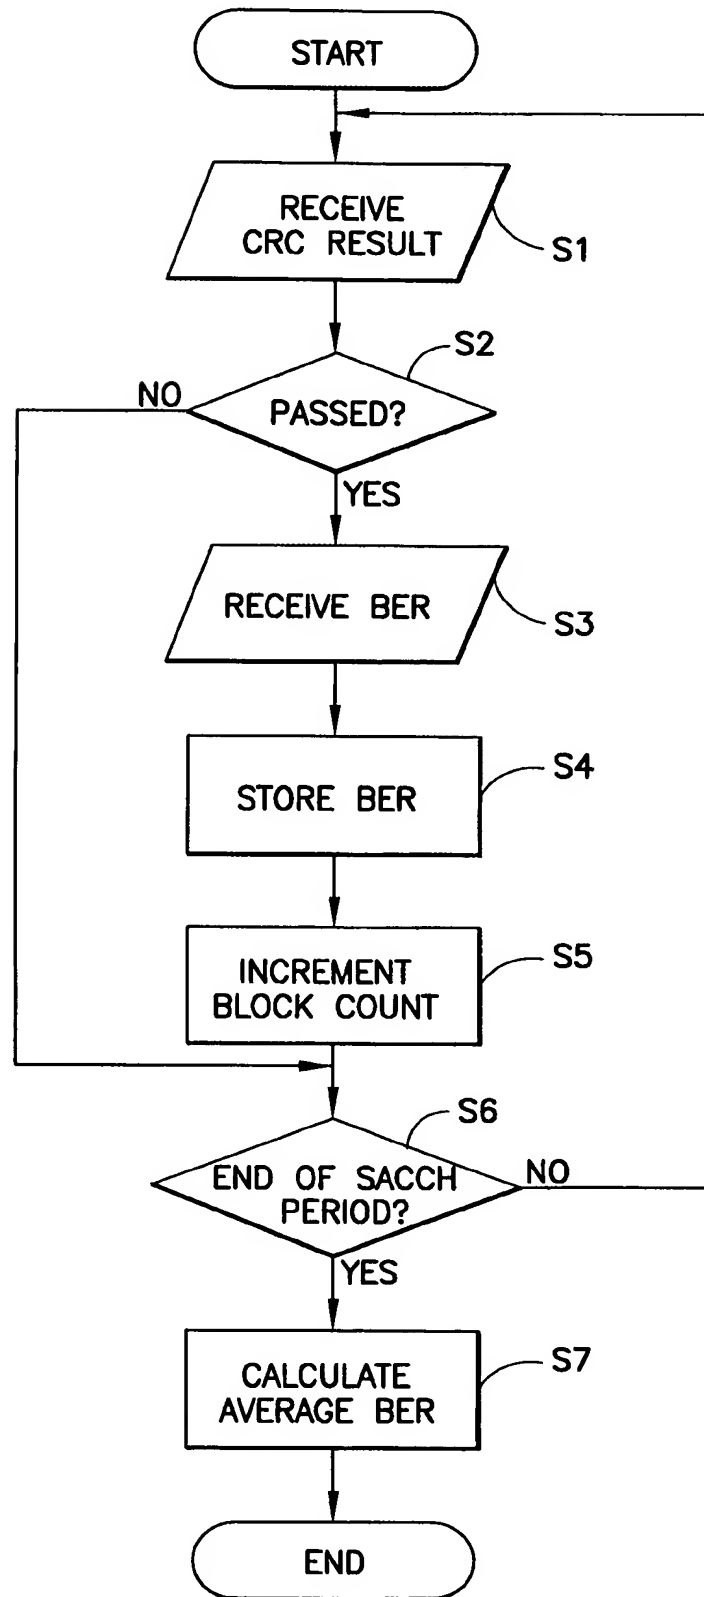 START
RECEIVE
CRC RESULT
S1
S2
NO
PASSED?
YES
RECEIVE BER
S3
STORE BER
S4
INCREMENT
BLOCK COUNT
S5
S6
END OF SACCH
PERIOD?
NO
YES
CALCULATE
AVERAGE BER
S7
END